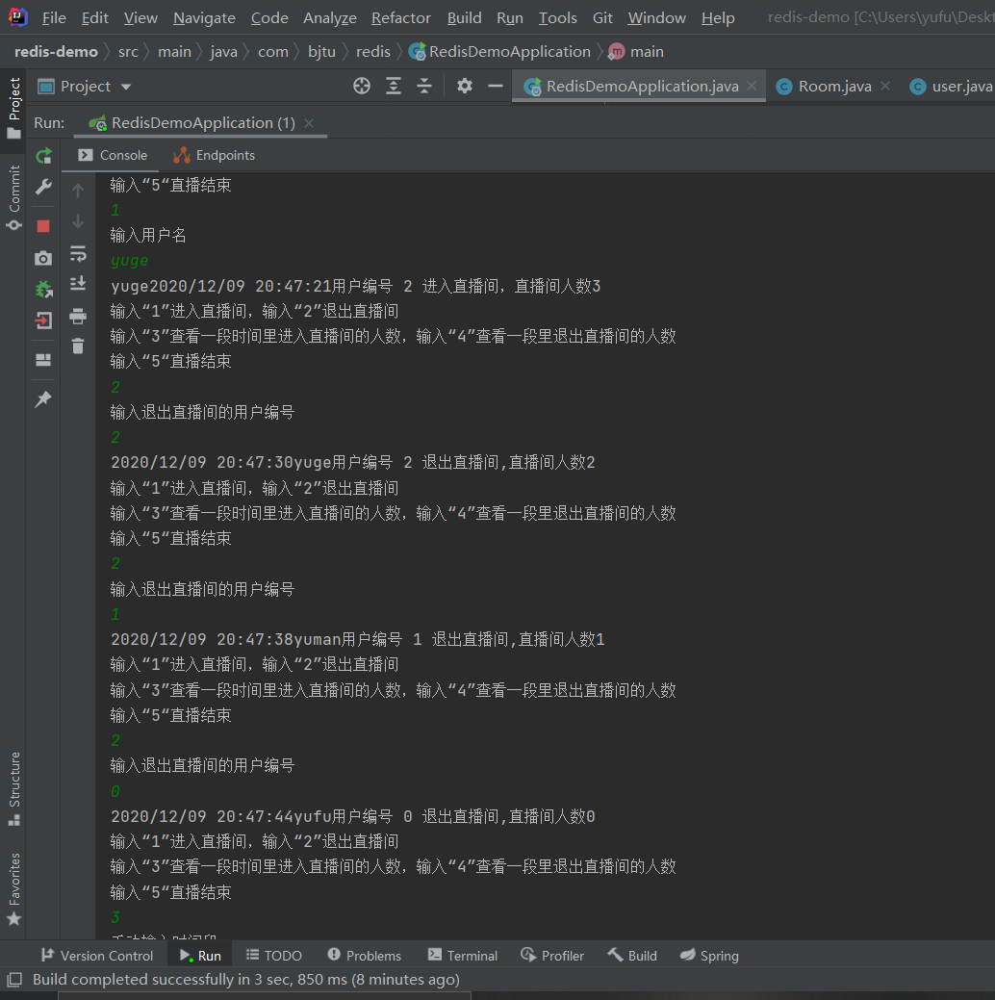 File Edit View Navigate Code Analyze Refactor Build Run Tools Git Window Help redis-demo [C:\Users\yufu\Deskt
redis-demo src main java com bjtu redis RedisDemoApplication main
Project
Project RedisDemoApplication.java Room.java user.java
Run: RedisDemoApplication (1)
Console Endpoints
Commit
输入“5“直播结束
1
输入用户名
yuge
yuge2020/12/09 20:47:21用户编号 2 进入直播间，直播间人数3
输入“1”进入直播间，输入“2”退出直播间
输入“3”查看一段时间里进入直播间的人数，输入“4”查看一段里退出直播间的人数
输入“5“直播结束
2
输入退出直播间的用户编号
2
2020/12/09 20:47:30yuge用户编号 2 退出直播间,直播间人数2
输入“1”进入直播间，输入“2”退出直播间
输入“3”查看一段时间里进入直播间的人数，输入“4”查看一段里退出直播间的人数
输入“5“直播结束
2
输入退出直播间的用户编号
1
2020/12/09 20:47:38yuman用户编号 1 退出直播间,直播间人数1
输入“1”进入直播间，输入“2”退出直播间
输入“3”查看一段时间里进入直播间的人数，输入“4”查看一段里退出直播间的人数
输入“5“直播结束
2
输入退出直播间的用户编号
0
2020/12/09 20:47:44yufu用户编号 0 退出直播间,直播间人数0
输入“1”进入直播间，输入“2”退出直播间
输入“3”查看一段时间里进入直播间的人数，输入“4”查看一段里退出直播间的人数
输入“5“直播结束
3
Structure
Favorites
Version Control Run TODO Problems Terminal Profiler Build Spring
Build completed successfully in 3 sec, 850 ms (8 minutes ago)